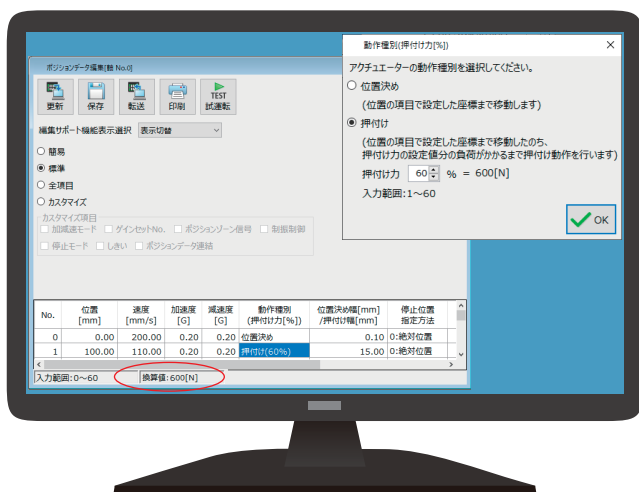 ポジションデータ編集[軸 No.0]
更新 保存 転送 印刷 TEST 試運転
編集サポート機能表示選択 表示切替
簡易
標準
全項目
カスタマイズ
カスタマイズ項目
加減速モード ゲインセットNo. ポジションゾーン信号 制振制御
停止モード しきい ポジションデータ連結
No. 位置 [mm] 速度 [mm/s] 加速度 [G] 減速度 [G] 動作種別 (押付け力[%]) 位置決め幅[mm] /押付け幅[mm] 停止位置 指定方法
0 0.00 200.00 0.20 0.20 位置決め 0.10 0:絶対位置
1 100.00 110.00 0.20 0.20 押付け(60%) 15.00 0:絶対位置
入力範囲:0～60 換算値:600[N]
動作種別(押付け力[%])
アクチュエーターの動作種別を選択してください。
位置決め
(位置の項目で設定した座標まで移動します)
押付け
(位置の項目で設定した座標まで移動したのち、
押付け力の設定値分の負荷がかかるまで押付け動作を行います)
押付け力 60 % = 600[N]
入力範囲:1～60
OK